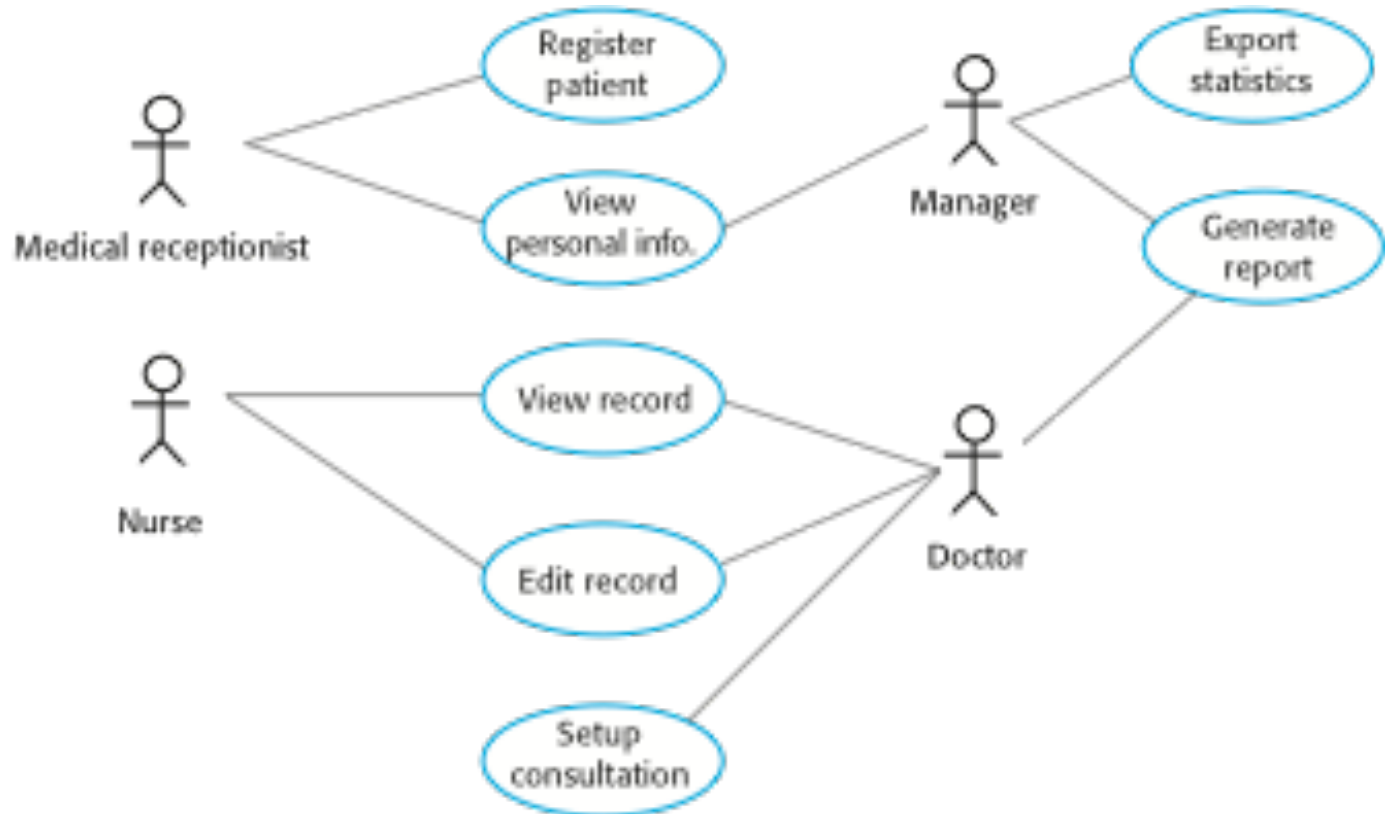 Register
patient
Export
statistics
Medical receptionist
View
personal info.
Manager
Generate
report
Nurse
View record
Edit record
Doctor
Setup
consultation